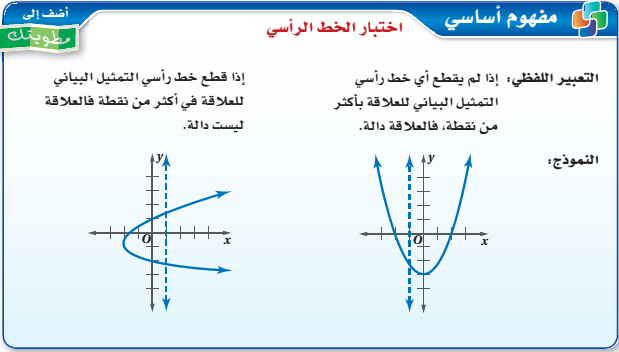 مفهوم أساسي
اختبار الخط الرأسي
أضف إلى
مطويتك
التعبير اللفظي:
إذا لم يقطع أي خط رأسي
التمثيل البياني للعلاقة بأكثر
من نقطة، فالعلاقة دالة.
إذا قطع خط رأسي التمثيل البياني
للعلاقة في أكثر من نقطة فالعلاقة
ليست دالة.
النموذج:
y
O
x
y
O
x